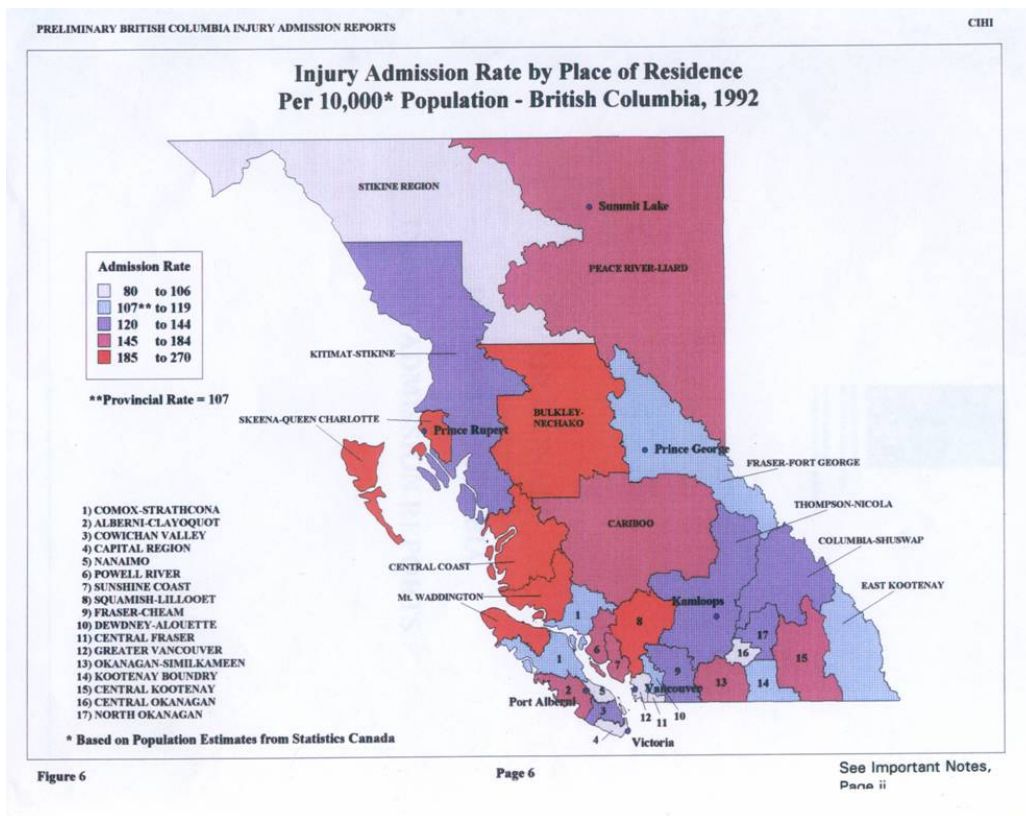 PRELIMINARY BRITISH COLUMBIA INJURY ADMISSION REPORTS
CIHI
Injury Admission Rate by Place of Residence
Per 10,000* Population - British Columbia, 1992
STIKINE REGION
Summit Lake
PEACE RIVER-LIARD
Admission Rate
80 to 106
107** to 119
120 to 144
145 to 184
185 to 270
**Provincial Rate = 107
KITIMAT-STIKINE
SKEENA-QUEEN CHARLOTTE
Prince Rupert
BULKLEY-
NECHAKO
Prince George
FRASER-FORT GEORGE
THOMPSON-NICOLA
CARIBOO
COLUMBIA-SHUSWAP
CENTRAL COAST
EAST KOOTENAY
Mt. WADDINGTON
Kamloops
1
8
6
7
17
16
15
1
9
13
14
2
5
Vancouver
Port Alberni
3
12
11
10
4
Victoria
1) COMOX-STRATHCONA
2) ALBERNI-CLAYOQUOT
3) COWICHAN VALLEY
4) CAPITAL REGION
5) NANAIMO
6) POWELL RIVER
7) SUNSHINE COAST
8) SQUAMISH-LILLOOET
9) FRASER-CHEAM
10) DEWDNEY-ALOUETTE
11) CENTRAL FRASER
12) GREATER VANCOUVER
13) OKANAGAN-SIMILKAMEEN
14) KOOTENAY BOUNDRY
15) CENTRAL KOOTENAY
16) CENTRAL OKANAGAN
17) NORTH OKANAGAN
* Based on Population Estimates from Statistics Canada
Figure 6
Page 6
See Important Notes,
Page ii